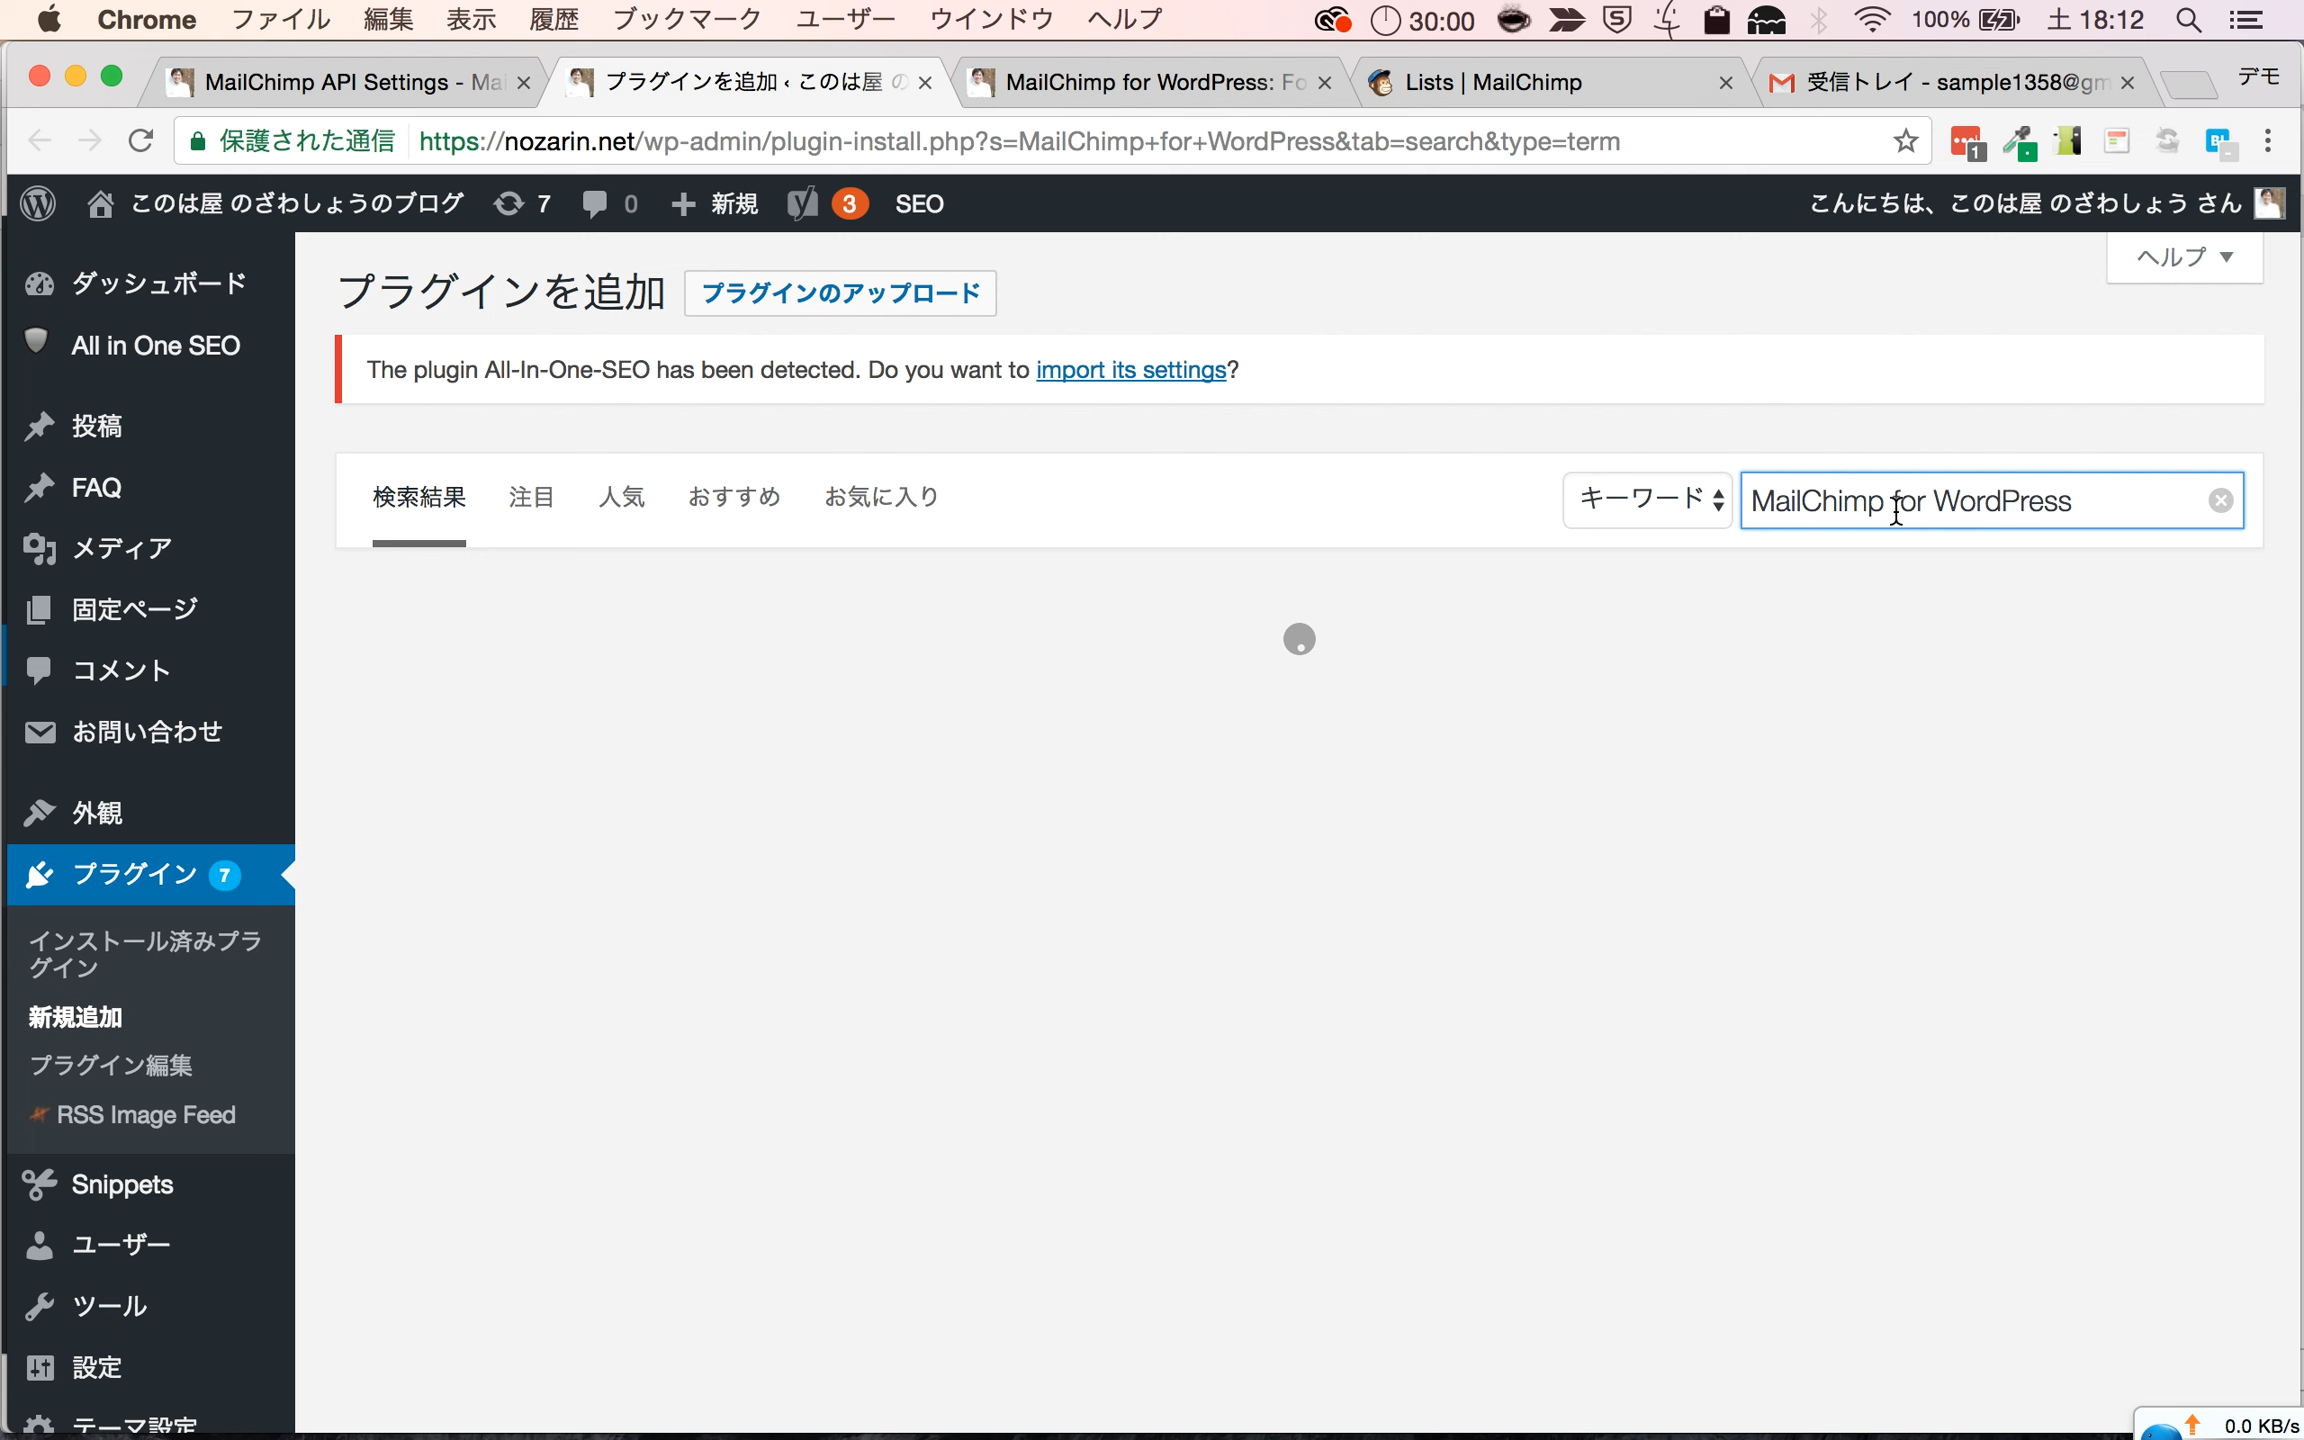 Chrome ファイル 編集 表示 履歴 ブックマーク ユーザー ウインドウ ヘルプ 30:00 100% 土 18:12
MailChimp API Settings - Ma プラグインを追加 ‹ このは屋 の MailChimp for WordPress: Fo Lists | MailChimp 受信トレイ - sample1358@gm デモ
保護された通信 https://nozarin.net/wp-admin/plugin-install.php?s=MailChimp+for+WordPress&tab=search&type=term 1
このは屋 のざわしょうのブログ 7 0 新規 3 SEO こんにちは、このは屋 のざわしょう さん
ヘルプ ▼
ダッシュボード
All in One SEO
投稿
FAQ
メディア
固定ページ
コメント
お問い合わせ
外観
プラグイン 7
インストール済みプラ
グイン
新規追加
プラグイン編集
RSS Image Feed
Snippets
ユーザー
ツール
設定
テーマ設定
プラグインを追加 プラグインのアップロード
The plugin All-In-One-SEO has been detected. Do you want to import its settings?
検索結果 注目 人気 おすすめ お気に入り キーワード MailChimp for WordPress
0.0 KB/s